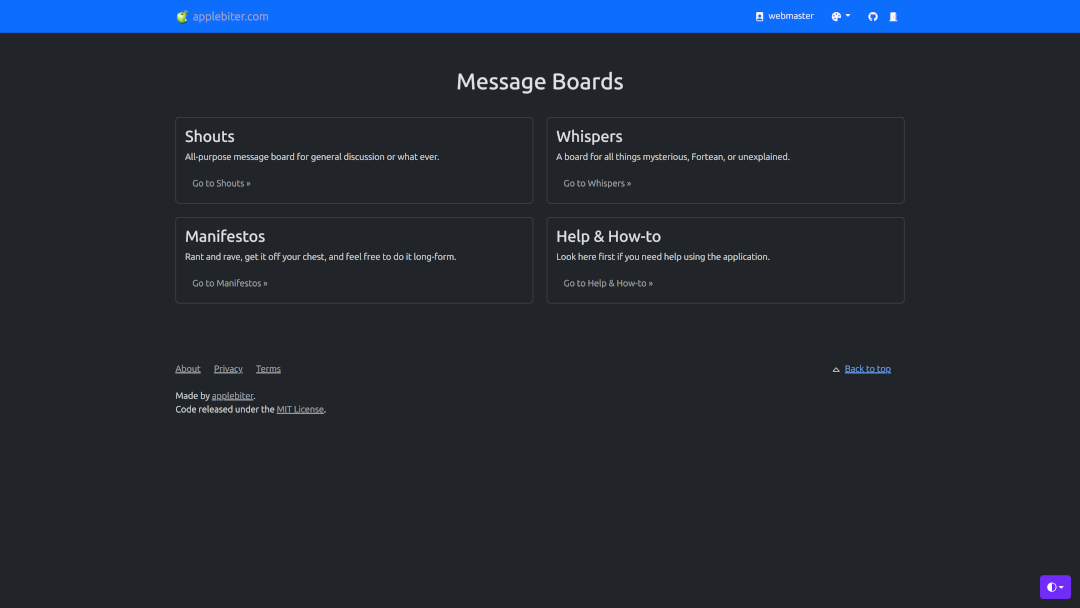 applebiter.com
webmaster
Message Boards
Shouts
All-purpose message board for general discussion or what ever.
Go to Shouts »
Whispers
A board for all things mysterious, Fortean, or unexplained.
Go to Whispers »
Manifestos
Rant and rave, get it off your chest, and feel free to do it long-form.
Go to Manifestos »
Help & How-to
Look here first if you need help using the application.
Go to Help & How-to »
About Privacy Terms
Back to top
Made by applebiter.
Code released under the MIT License.